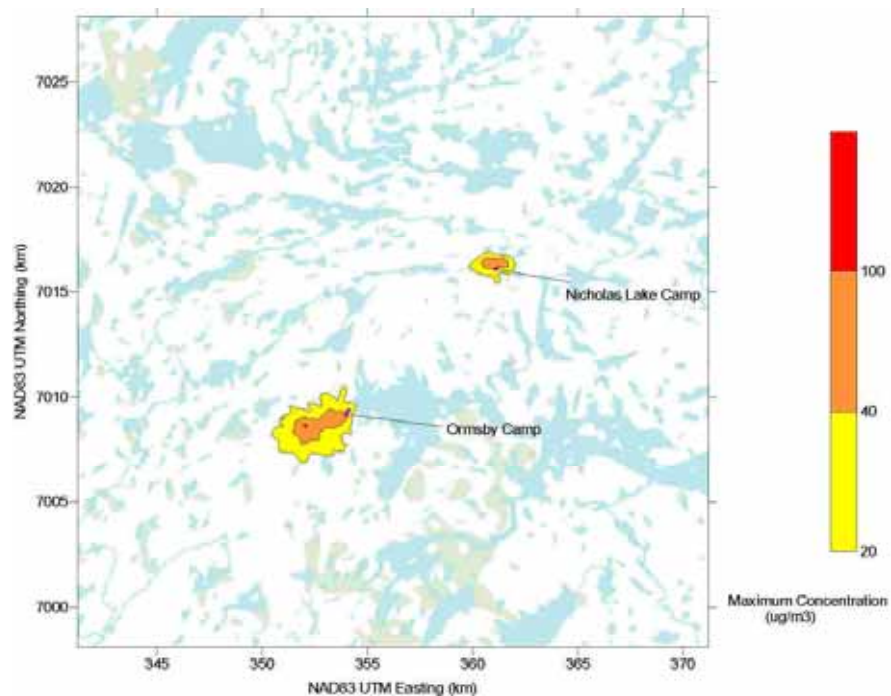 7025
7020
7015
7010
7005
7000
NAD83 UTM Northing (km)
Nicholas Lake Camp
Ormsby Camp
345
350
355
360
365
370
NAD83 UTM Easting (km)
100
40
20
Maximum Concentration
(ug/m3)